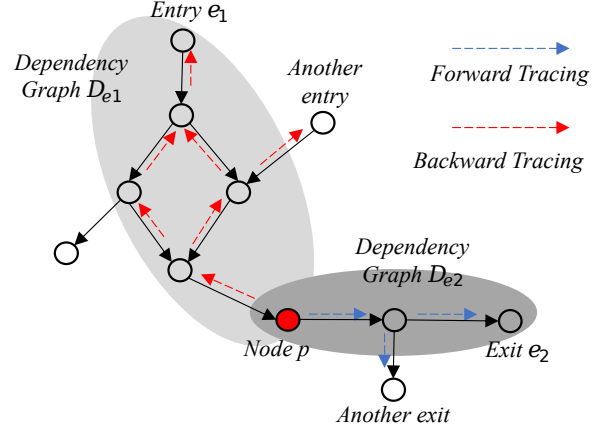 Entry e1
Dependency
Graph De1
Another
entry
Forward Tracing
Backward Tracing
Dependency
Graph De2
Node p
Exit e2
Another exit